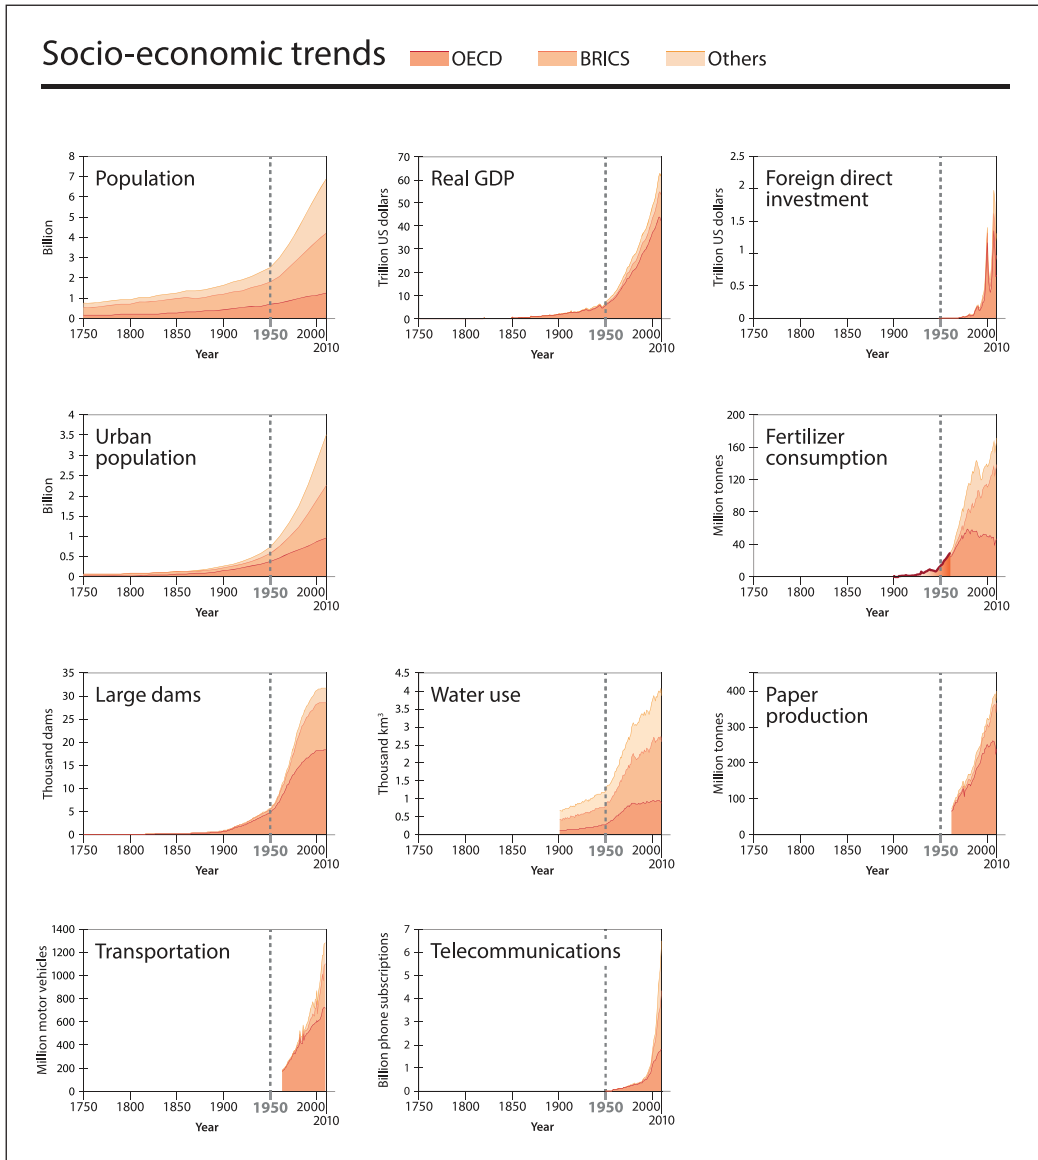 Socio-economic trends OECD BRICS Others
Population
8
7
6
5
4
3
2
1
0
Billion
1750 1800 1850 1900 1950 2000
2010
Year
Real GDP
70
60
50
40
30
20
10
0
Trillion US dollars
1750 1800 1850 1900 1950 2000
2010
Year
Foreign direct
investment
2.5
2
1.5
1
0.5
0
Trillion US dollars
1750 1800 1850 1900 1950 2000
2010
Year
Urban
population
4
3.5
3
2.5
2
1.5
1
0.5
0
Billion
1750 1800 1850 1900 1950 2000
2010
Year
Fertilizer
consumption
200
160
120
80
40
0
Million tonnes
1750 1800 1850 1900 1950 2000
2010
Year
Large dams
35
30
25
20
15
10
5
0
Thousand dams
1750 1800 1850 1900 1950 2000
2010
Year
Water use
4.5
4
3.5
3
2.5
2
1.5
1
0.5
0
Thousand km³
1750 1800 1850 1900 1950 2000
2010
Year
Paper
production
400
300
200
100
0
Million tonnes
1750 1800 1850 1900 1950 2000
2010
Year
Transportation
1400
1200
1000
800
600
400
200
0
Million motor vehicles
1750 1800 1850 1900 1950 2000
2010
Year
Telecommunications
7
6
5
4
3
2
1
0
Billion phone subscriptions
1750 1800 1850 1900 1950 2000
2010
Year